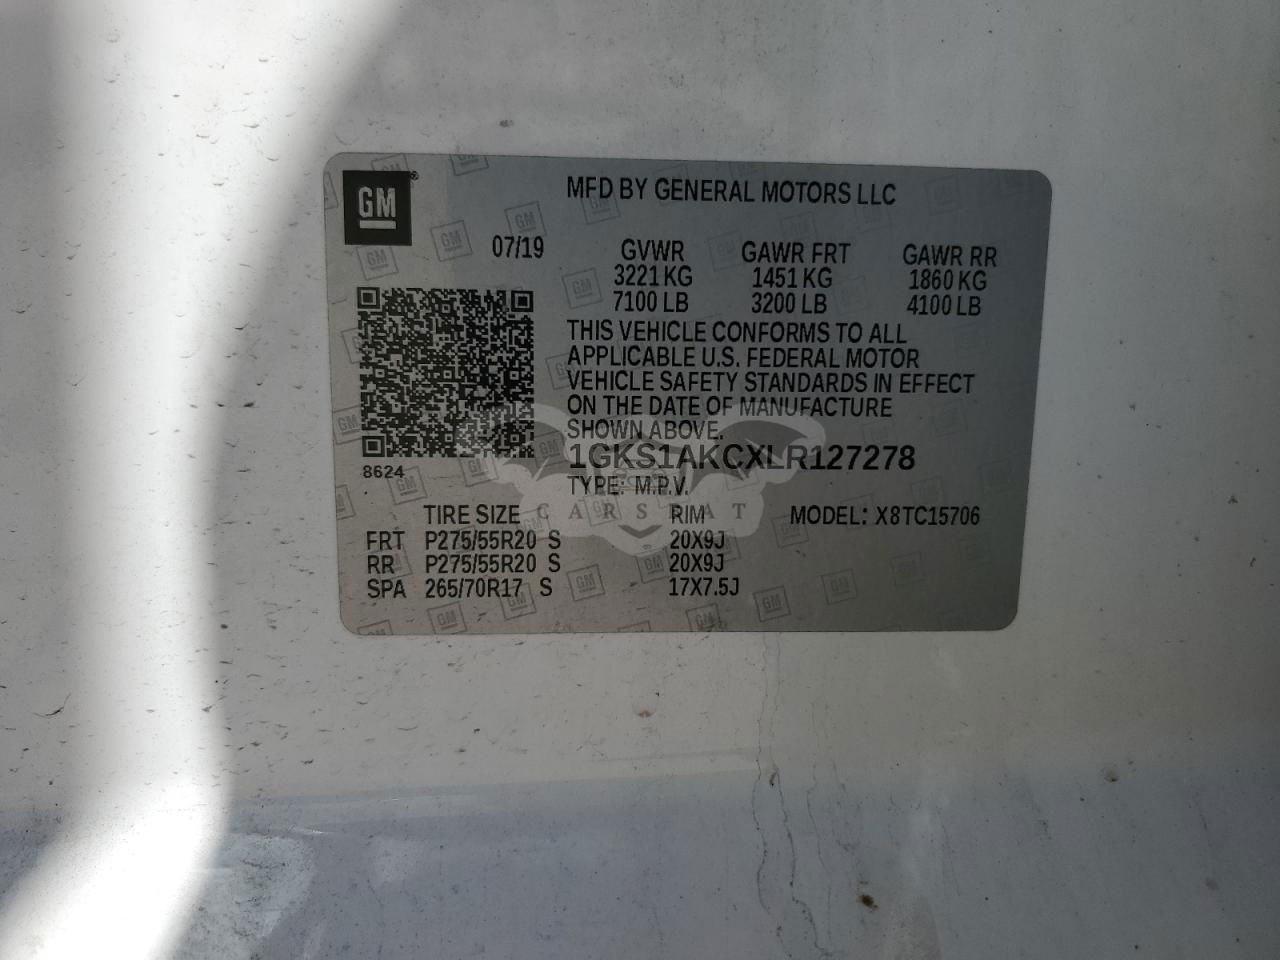 GM®
MFD BY GENERAL MOTORS LLC
07/19 GVWR GAWR FRT GAWR RR
3221 KG 1451 KG 1860 KG
7100 LB 3200 LB 4100 LB
THIS VEHICLE CONFORMS TO ALL
APPLICABLE U.S. FEDERAL MOTOR
VEHICLE SAFETY STANDARDS IN EFFECT
ON THE DATE OF MANUFACTURE
SHOWN ABOVE.
8624
1GKS1AKCXLR127278
TYPE: M.P.V.
CARSEAT
TIRE SIZE RIM MODEL: X8TC15706
FRT P275/55R20 S 20X9J
RR P275/55R20 S 20X9J
SPA 265/70R17 S 17X7.5J